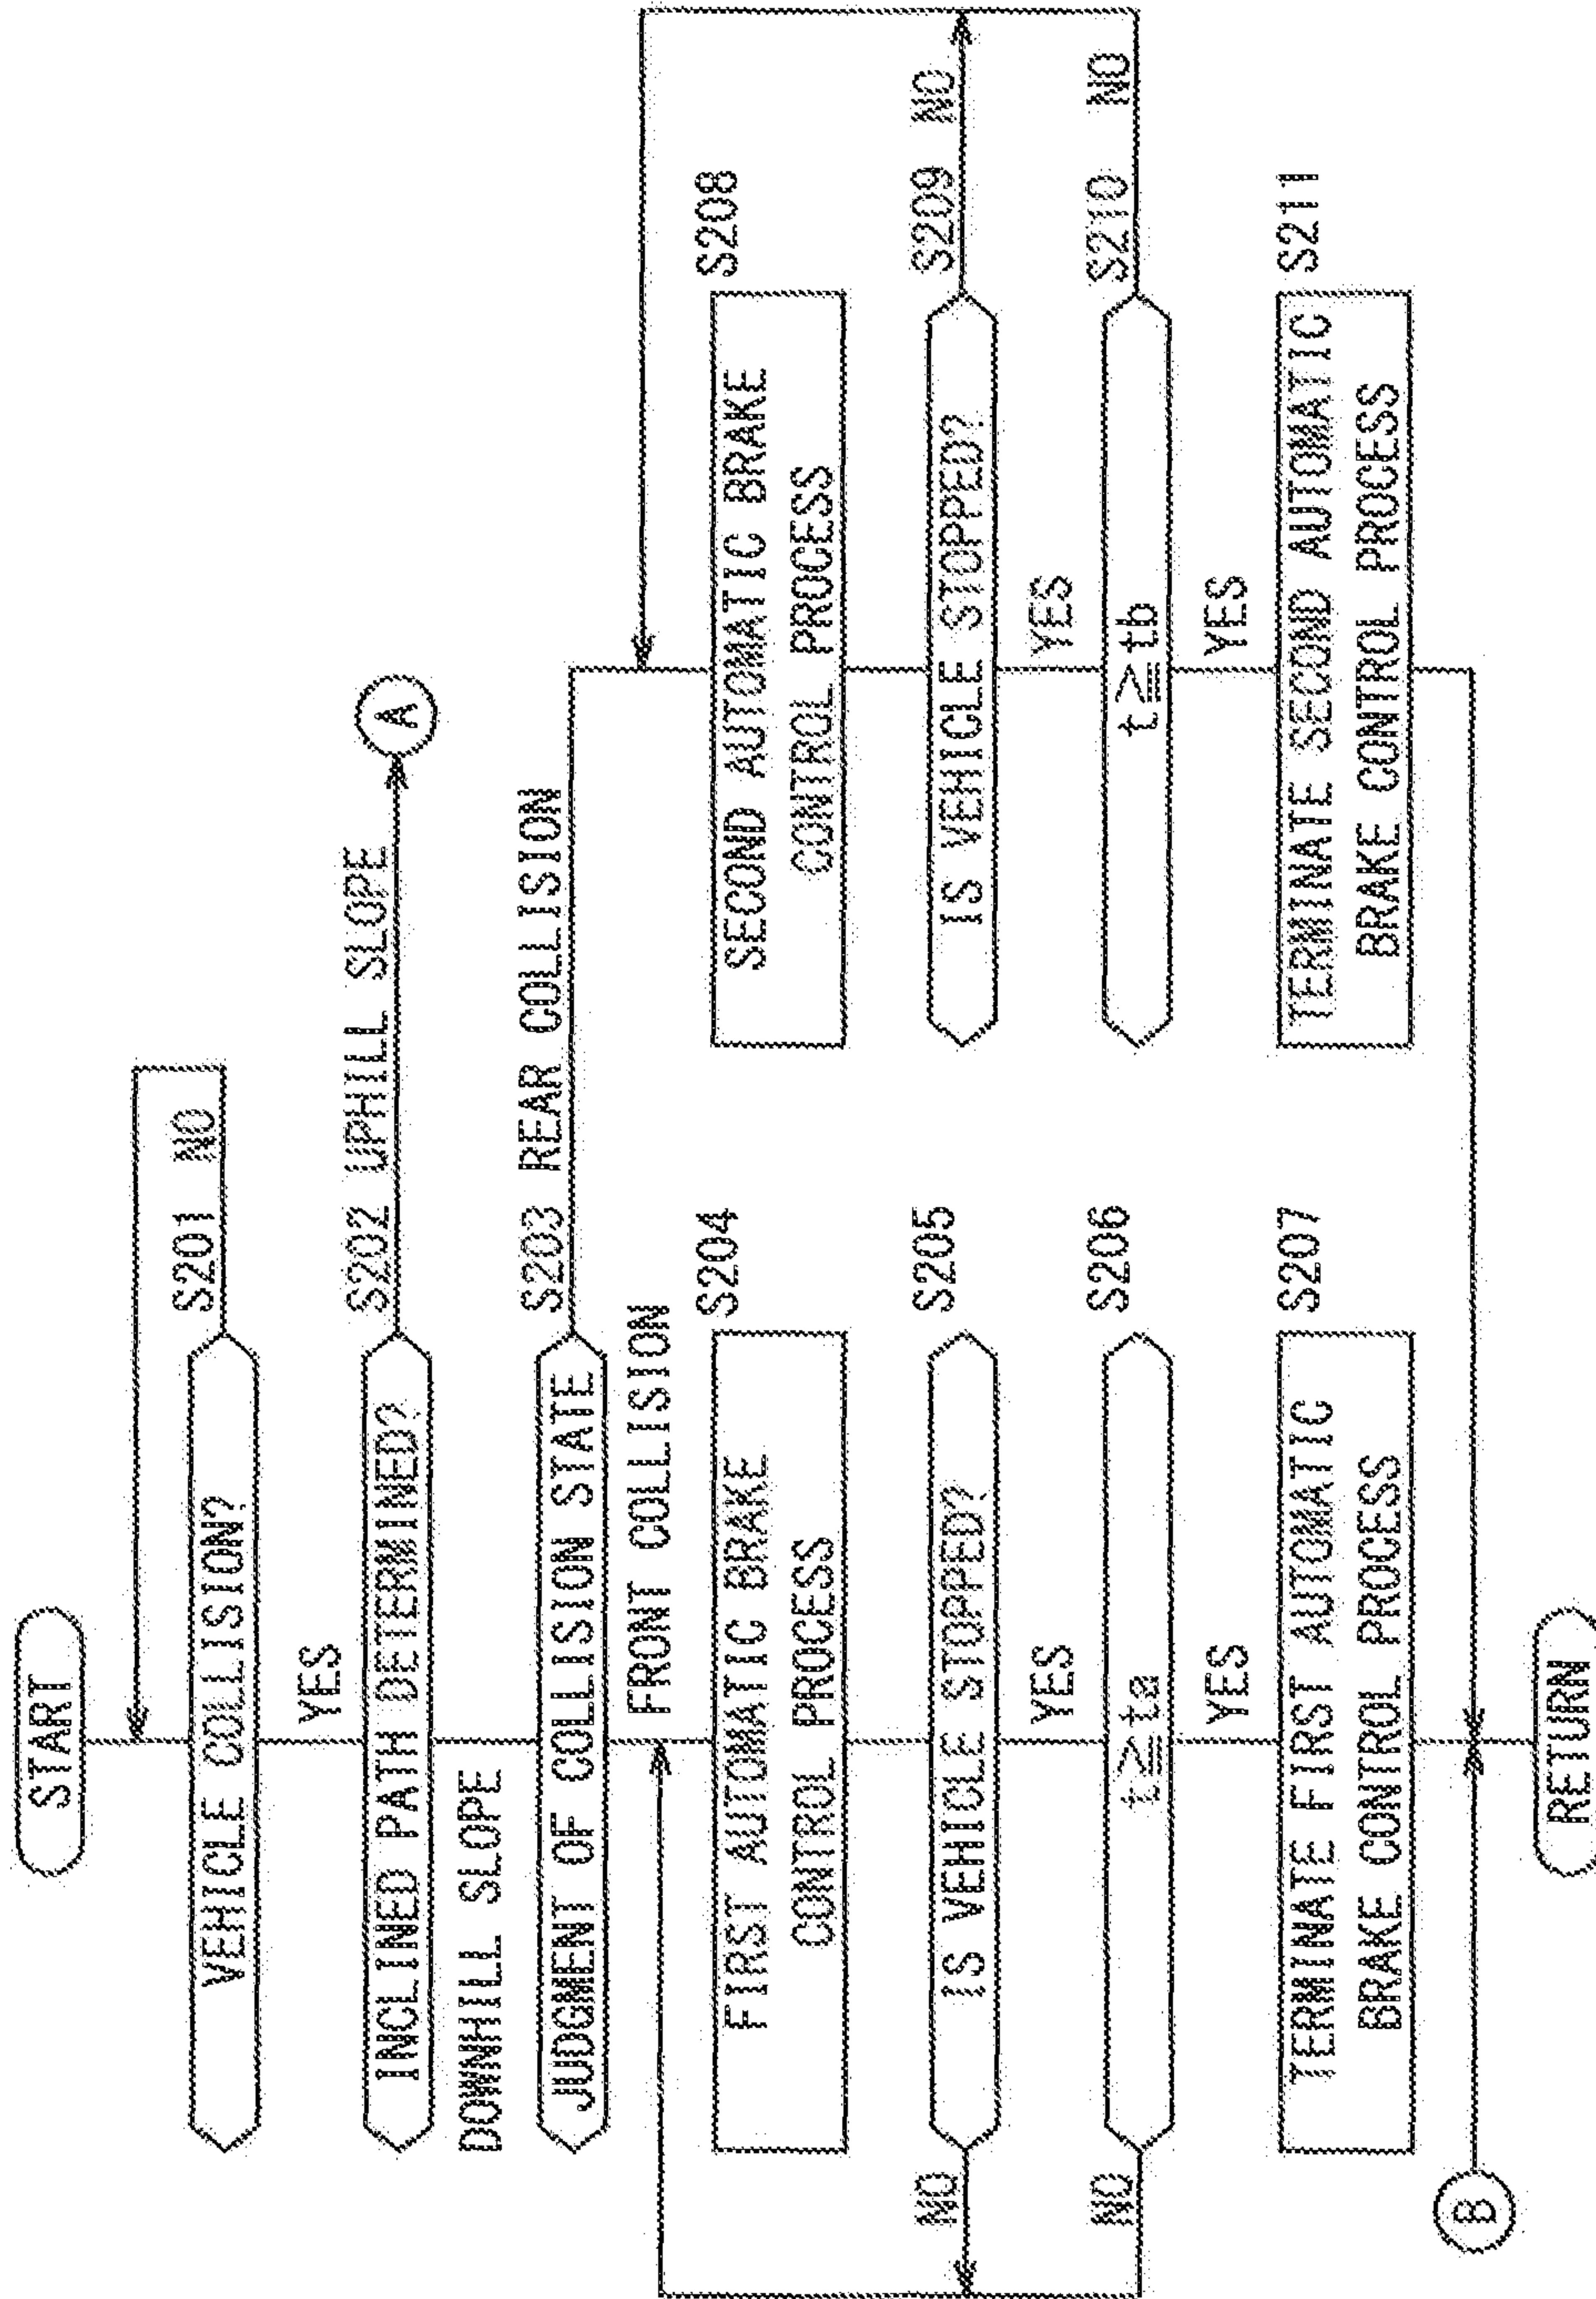 START
VEHICLE COLLISION?
S201
NO
YES
INCLINED PATH DETERMINED?
S202 UPHILL SLOPE
A
DOWNHILL SLOPE
JUDGMENT OF COLLISION STATE
S203 REAR COLLISION
FRONT COLLISION
FIRST AUTOMATIC BRAKE
CONTROL PROCESS
S204
IS VEHICLE STOPPED?
S205
NO
YES
t≧ta
S206
NO
YES
TERMINATE FIRST AUTOMATIC
BRAKE CONTROL PROCESS
S207
SECOND AUTOMATIC BRAKE
CONTROL PROCESS
S208
IS VEHICLE STOPPED?
S209 NO
YES
t≧tb
S210 NO
YES
TERMINATE SECOND AUTOMATIC
BRAKE CONTROL PROCESS
S211
B
RETURN